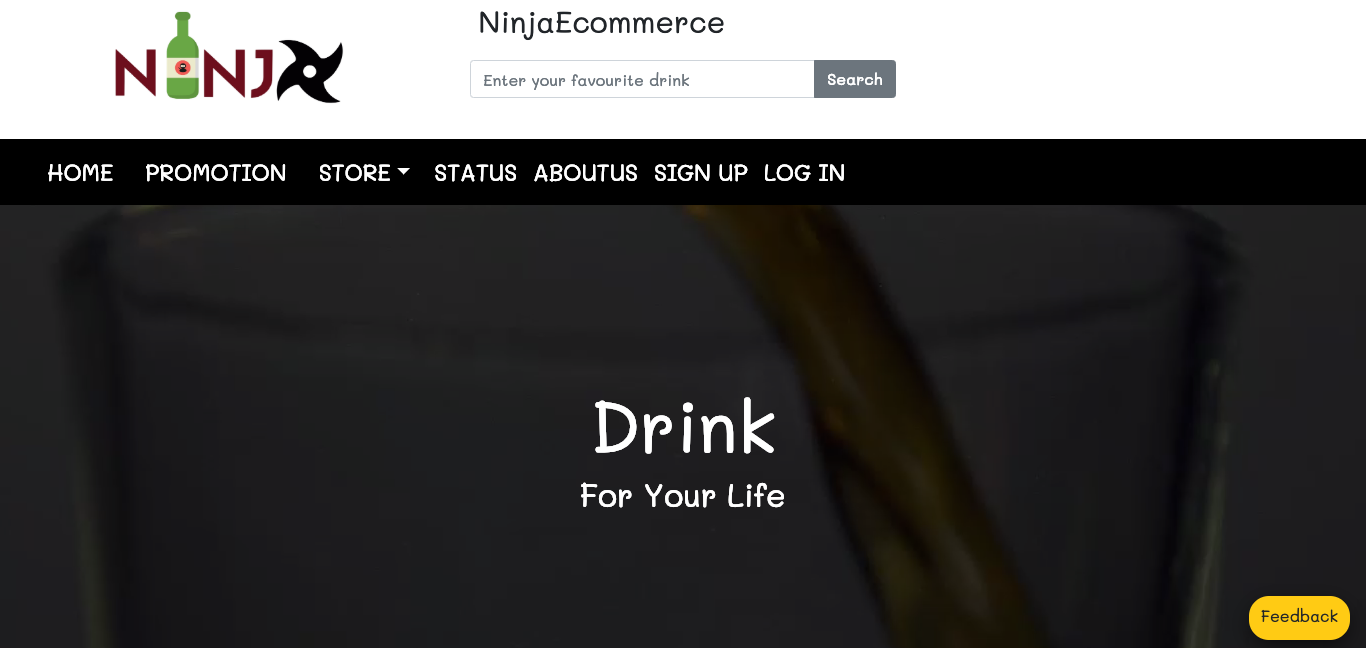 NINJ
NinjaEcommerce
Enter your favourite drink
Search
HOME PROMOTION STORE STATUS ABOUTUS SIGN UP LOG IN
Drink
For Your Life
Feedback